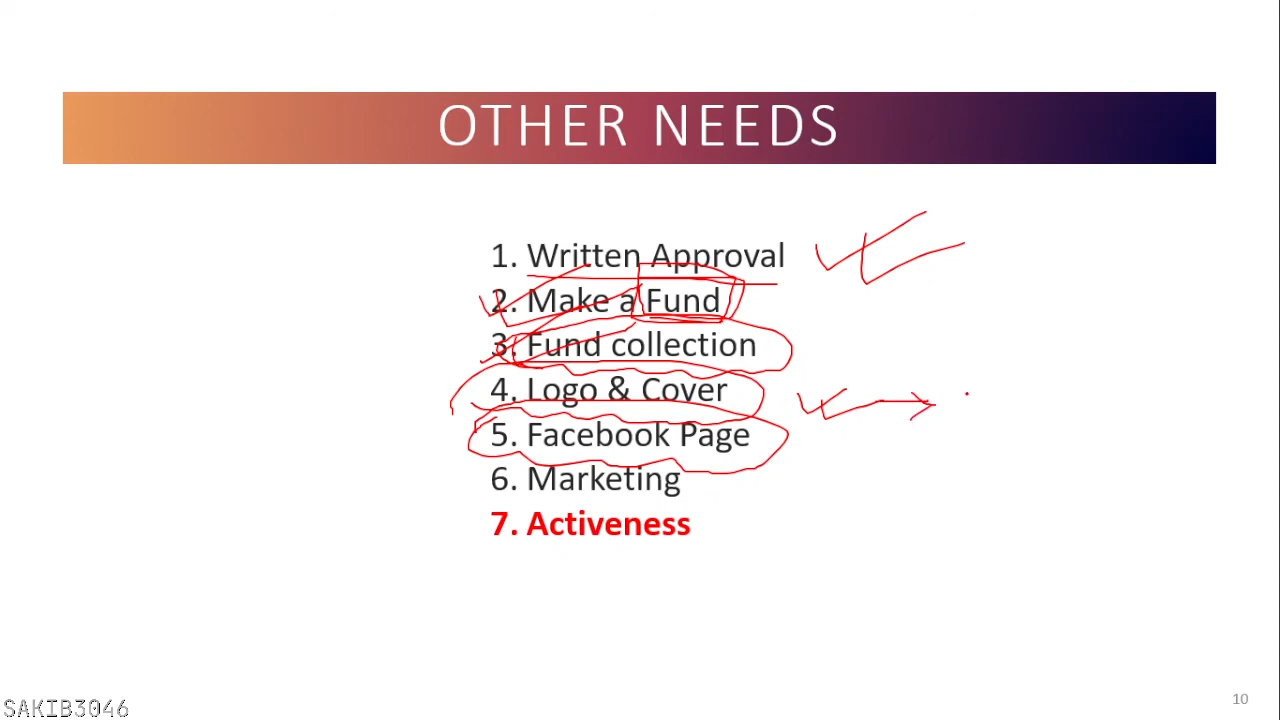 OTHER NEEDS
1. Written Approval
2. Make a Fund
3. Fund collection
4. Logo & Cover
5. Facebook Page
6. Marketing
7. Activeness
SAKIB3046
10